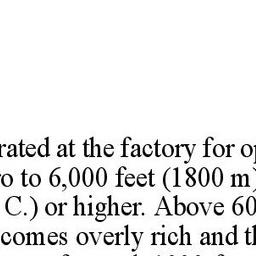 rated at the factory for op
ro to 6,000 feet (1800 m)
C.) or higher. Above 60
comes overly rich and th